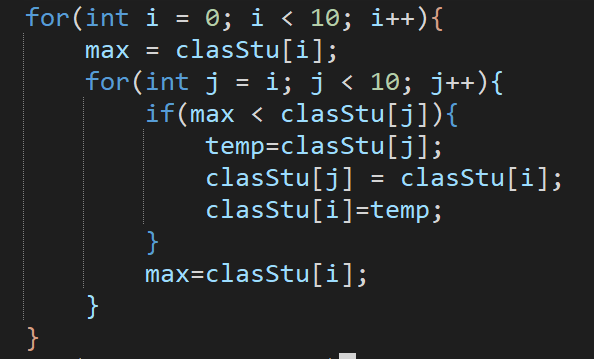 for(int i = 0; i < 10; i++){
max = clasStu[i];
for(int j = i; j < 10; j++){
if(max < clasStu[j]){
temp=clasStu[j];
clasStu[j] = clasStu[i];
clasStu[i]=temp;
}
max=clasStu[i];
}
}